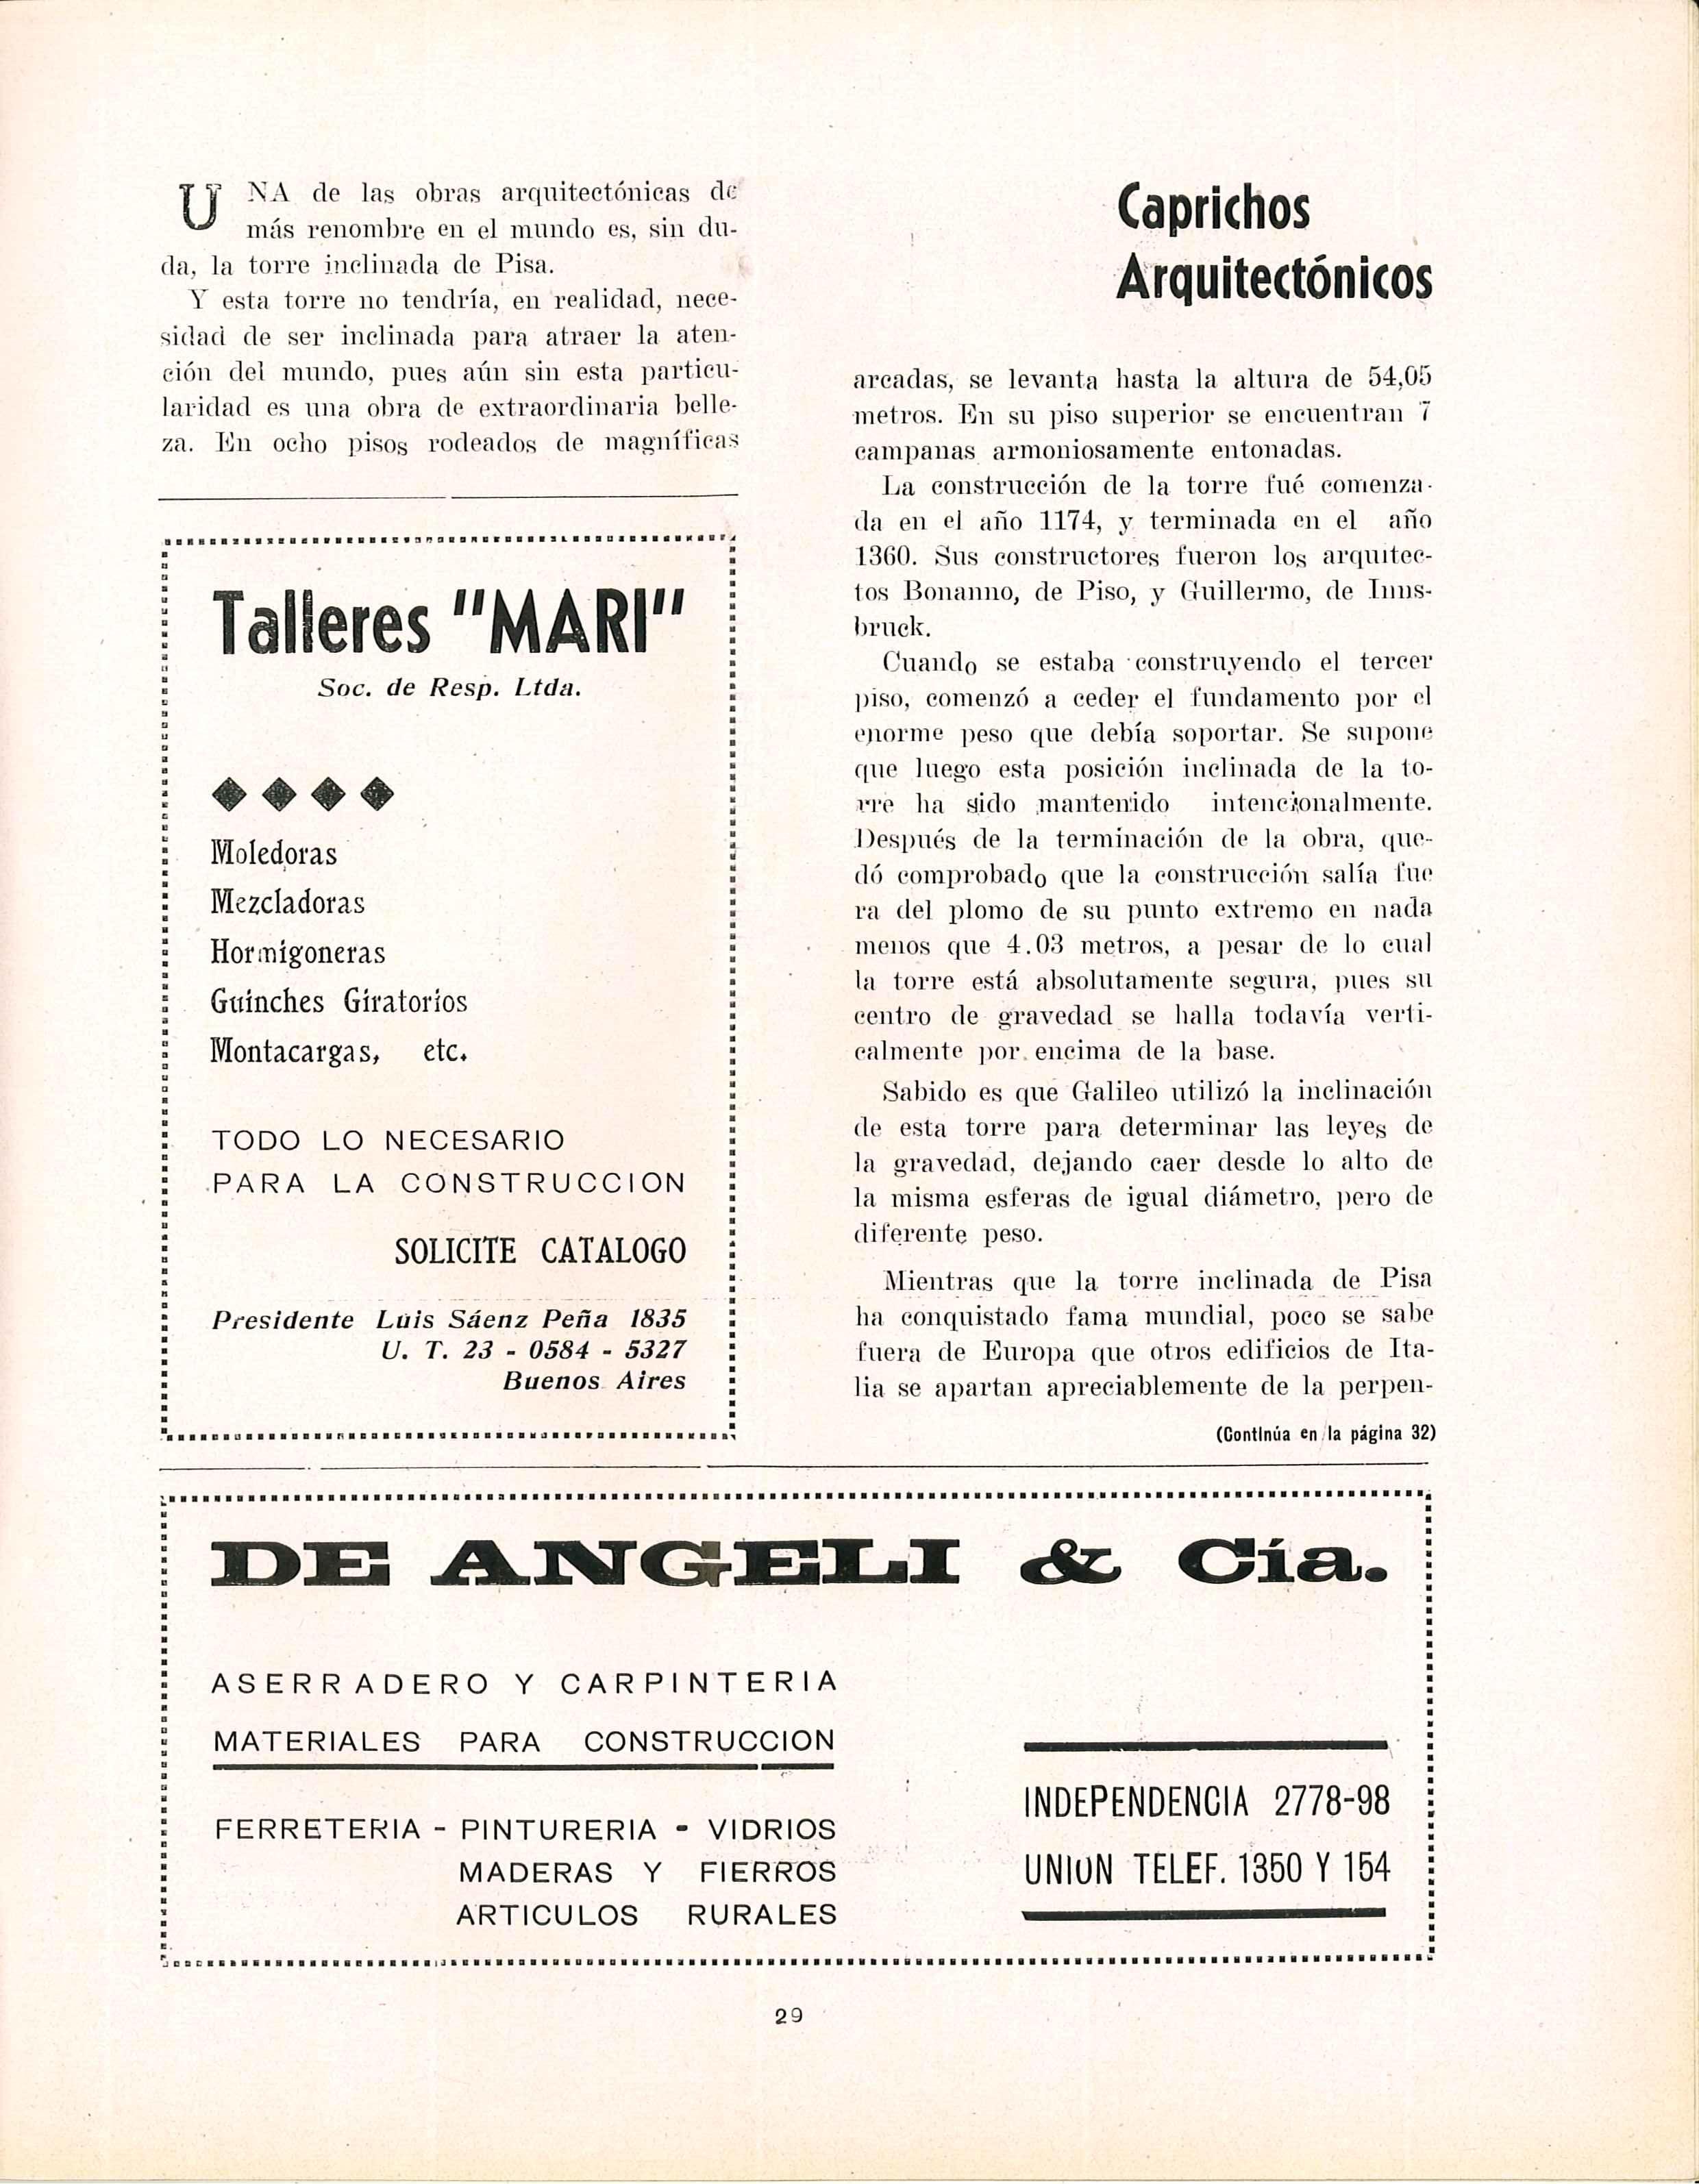 Caprichos
Arquitectónicos
UNA de las obras arquitectónicas de
más renombre en el mundo es, sin du-
da, la torre inclinada de Pisa.
Y esta torre no tendría, en realidad, nece-
sidad de ser inclinada para atraer la aten-
ción del mundo, pues aún sin esta particu-
laridad es una obra de extraordinaria belle-
za. En ocho pisos rodeados de magníficas
arcadas, se levanta hasta la altura de 54,05
metros. En su piso superior se encuentran 7
campanas armoniosamente entonadas.
La construcción de la torre fué comenza-
da en el año 1174, y terminada en el año
1360. Sus constructores fueron los arquitec-
tos Bonanno, de Piso, y Guillermo, de Inns-
bruck.
Cuando se estaba construyendo el tercer
piso, comenzó a ceder el fundamento por el
enorme peso que debía soportar. Se supone
que luego esta posición inclinada de la to-
rre ha sido mantenido intencionalmente.
Después de la terminación de la obra, que-
dó comprobado que la construcción salía fue
ra del plomo de su punto extremo en nada
menos que 4.03 metros, a pesar de lo cual
la torre está absolutamente segura, pues su
centro de gravedad se halla todavía verti-
calmente por encima de la base.
Sabido es que Galileo utilizó la inclinación
de esta torre para determinar las leyes de
la gravedad, dejando caer desde lo alto de
la misma esferas de igual diámetro, pero de
diferente peso.
Mientras que la torre inclinada de Pisa
ha conquistado fama mundial, poco se sabe
fuera de Europa que otros edificios de Ita-
lia se apartan apreciablemente de la perpen-
(Continúa en la página 32)
Talleres "MARI"
Soc. de Resp. Ltda.
Moledoras
Mezcladoras
Hormigoneras
Guinches Giratorios
Montacargas, etc.
TODO LO NECESARIO
PARA LA CONSTRUCCION
SOLICITE CATALOGO
Presidente Luis Sáenz Peña 1835
U. T. 23 - 0584 - 5327
Buenos Aires
DE ANGELI & Cía.
ASERRADERO Y CARPINTERIA
MATERIALES PARA CONSTRUCCION
FERRETERIA - PINTURERIA - VIDRIOS
MADERAS Y FIERROS
ARTICULOS RURALES
INDEPENDENCIA 2778-98
UNION TELEF. 1350 Y 154
29